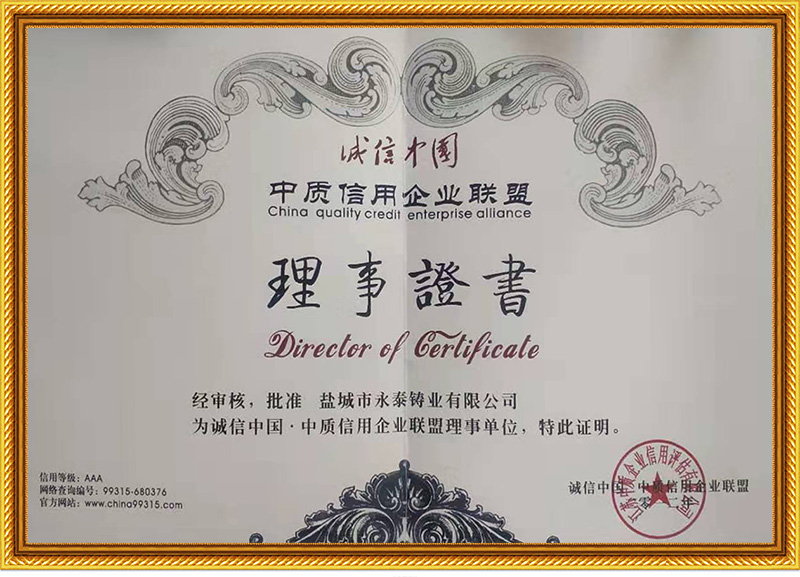 诚信中国
中质信用企业联盟
China quality credit enterprise alliance
理事證書
Director of Certificate
经审核，批准 盐城市永泰铸业有限公司
为诚信中国·中质信用企业联盟理事单位，特此证明。
信用等级：AAA
网络查询编号：99315-680376
官方网站：www.china99315.com
诚信中国·中质信用企业联盟